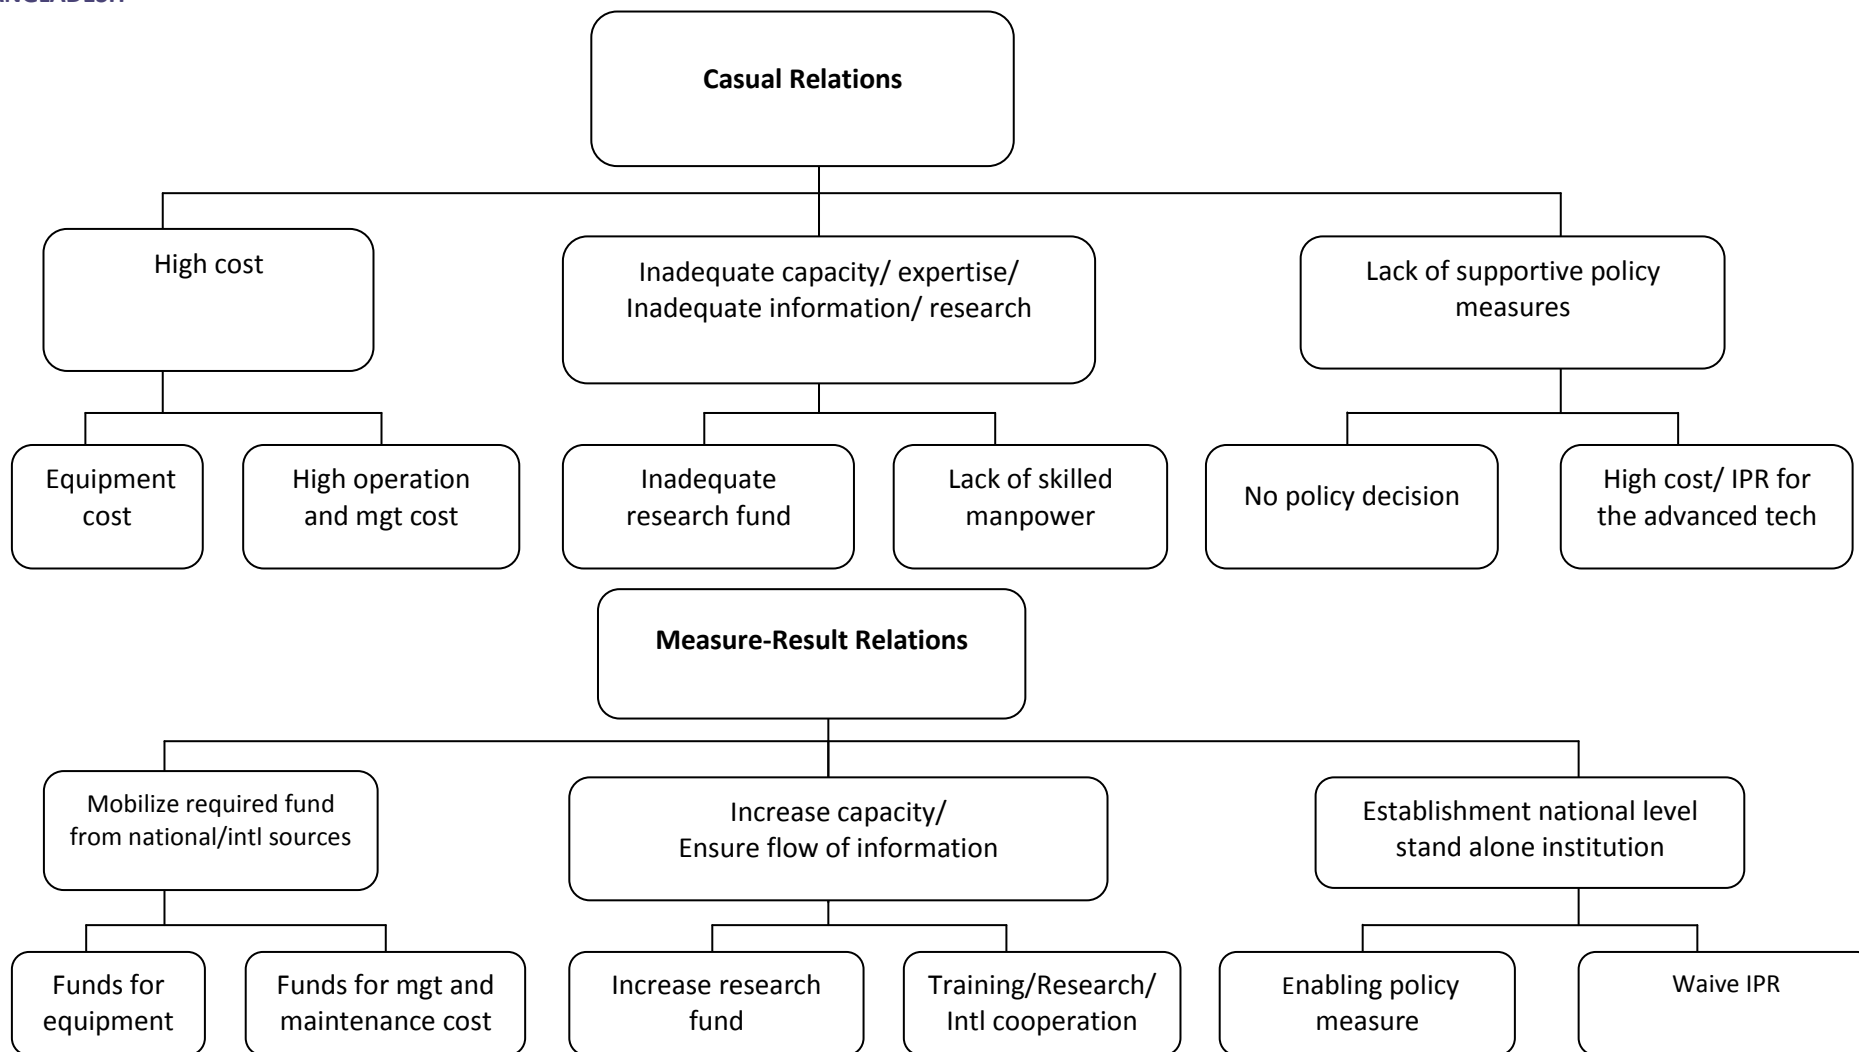 Casual Relations
High cost
Inadequate capacity/ expertise/
Inadequate information/ research
Lack of supportive policy
measures
Equipment
cost
High operation
and mgt cost
Inadequate
research fund
Lack of skilled
manpower
No policy decision
High cost/ IPR for
the advanced tech
Measure-Result Relations
Mobilize required fund
from national/intl sources
Increase capacity/
Ensure flow of information
Establishment national level
stand alone institution
Funds for
equipment
Funds for mgt and
maintenance cost
Increase research
fund
Training/Research/
Intl cooperation
Enabling policy
measure
Waive IPR